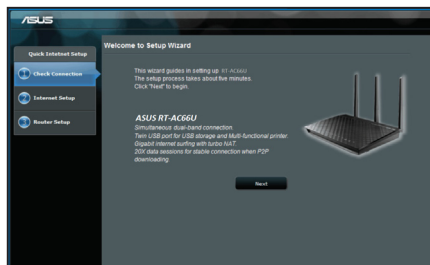 ASUS
Quick Internet Setup
Check Connection
Internet Setup
Router Setup
Welcome to Setup Wizard
This wizard guides in setting up RT-AC66U
The setup process takes about five minutes.
Click "Next" to begin.
ASUS RT-AC66U
Simultaneous dual-band connection.
Twin USB port for USB storage and Multi-functional printer.
Gigabit internet surfing with turbo NAT.
20X data sessions for stable connection when P2P
downloading.
Next